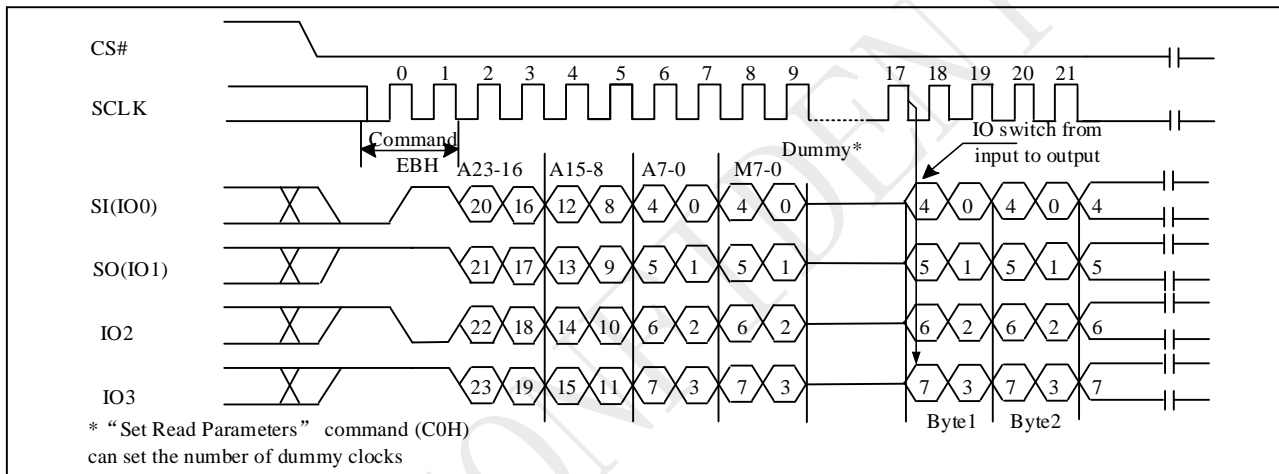 CS#
0 1 2 3 4 5 6 7 8 9 17 18 19 20 21
SCLK
Command
EBH
Dummy*
IO switch from
input to output
A23-16 A15-8 A7-0 M7-0
SI(IO0) 20 16 12 8 4 0 4 0 4 0 4 0 4
SO(IO1) 21 17 13 9 5 1 5 1 5 1 5 1 5
IO2 22 18 14 10 6 2 6 2 6 2 6 2 6
IO3 23 19 15 11 7 3 7 3 7 3 7 3 7
Byte1 Byte2
* “Set Read Parameters” command (C0H)
can set the number of dummy clocks
ONFIDENT